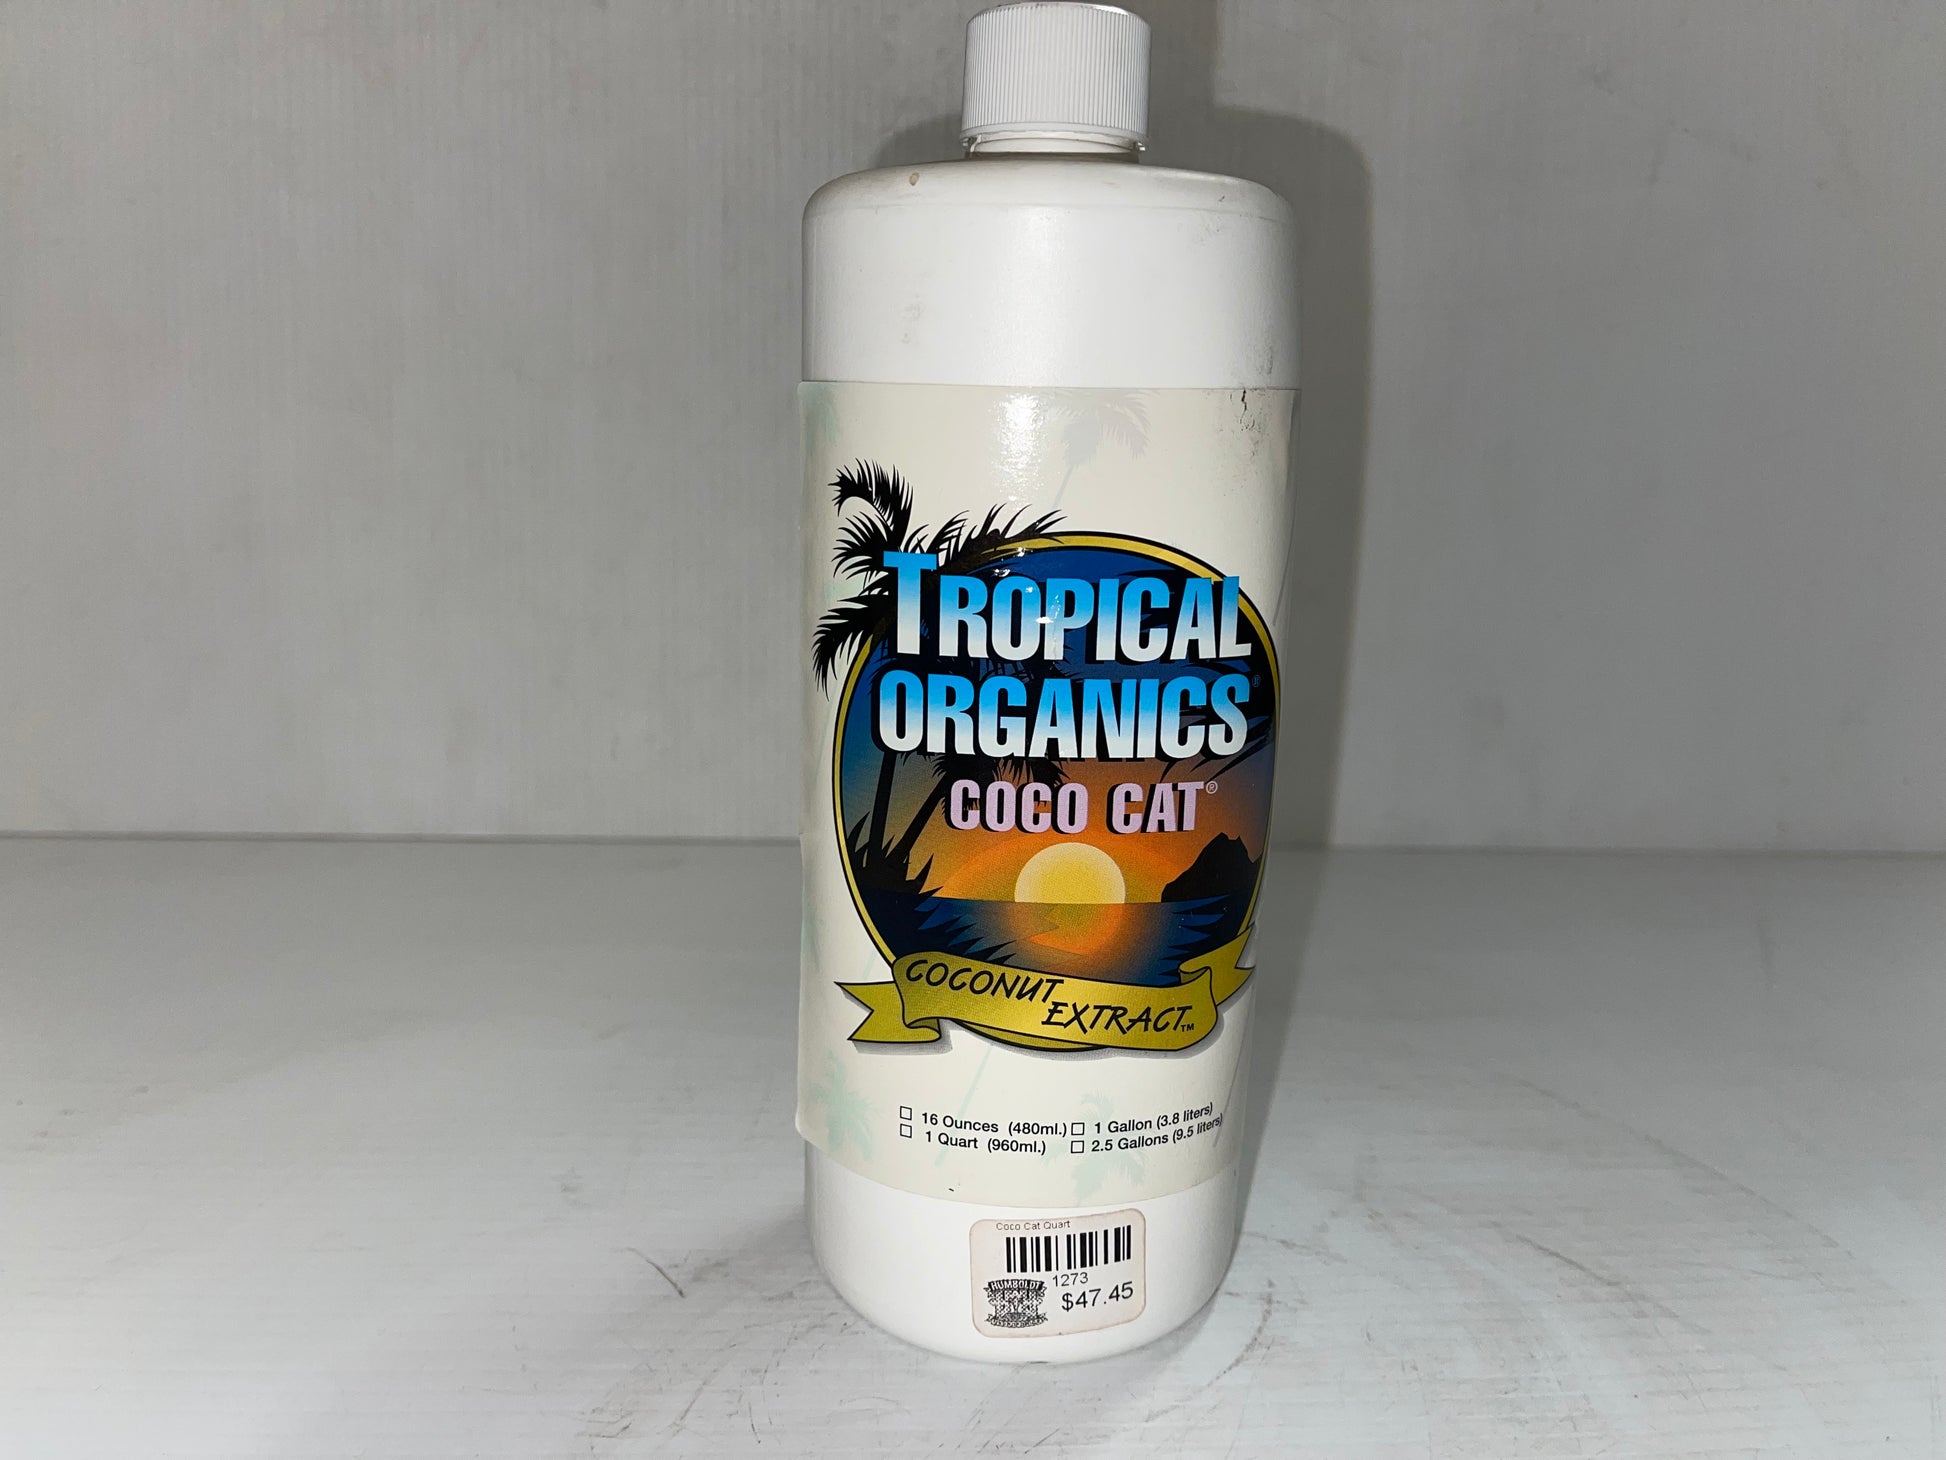 TROPICAL
ORGANICS®
COCO CAT®
COCONUT
EXTRACT™
☐ 16 Ounces (480ml.) ☐ 1 Gallon (3.8 liters)
☐ 1 Quart (960ml.) ☐ 2.5 Gallons (9.5 liters)
Coco Cat Quart
HUMBOLDT
1273
$47.45